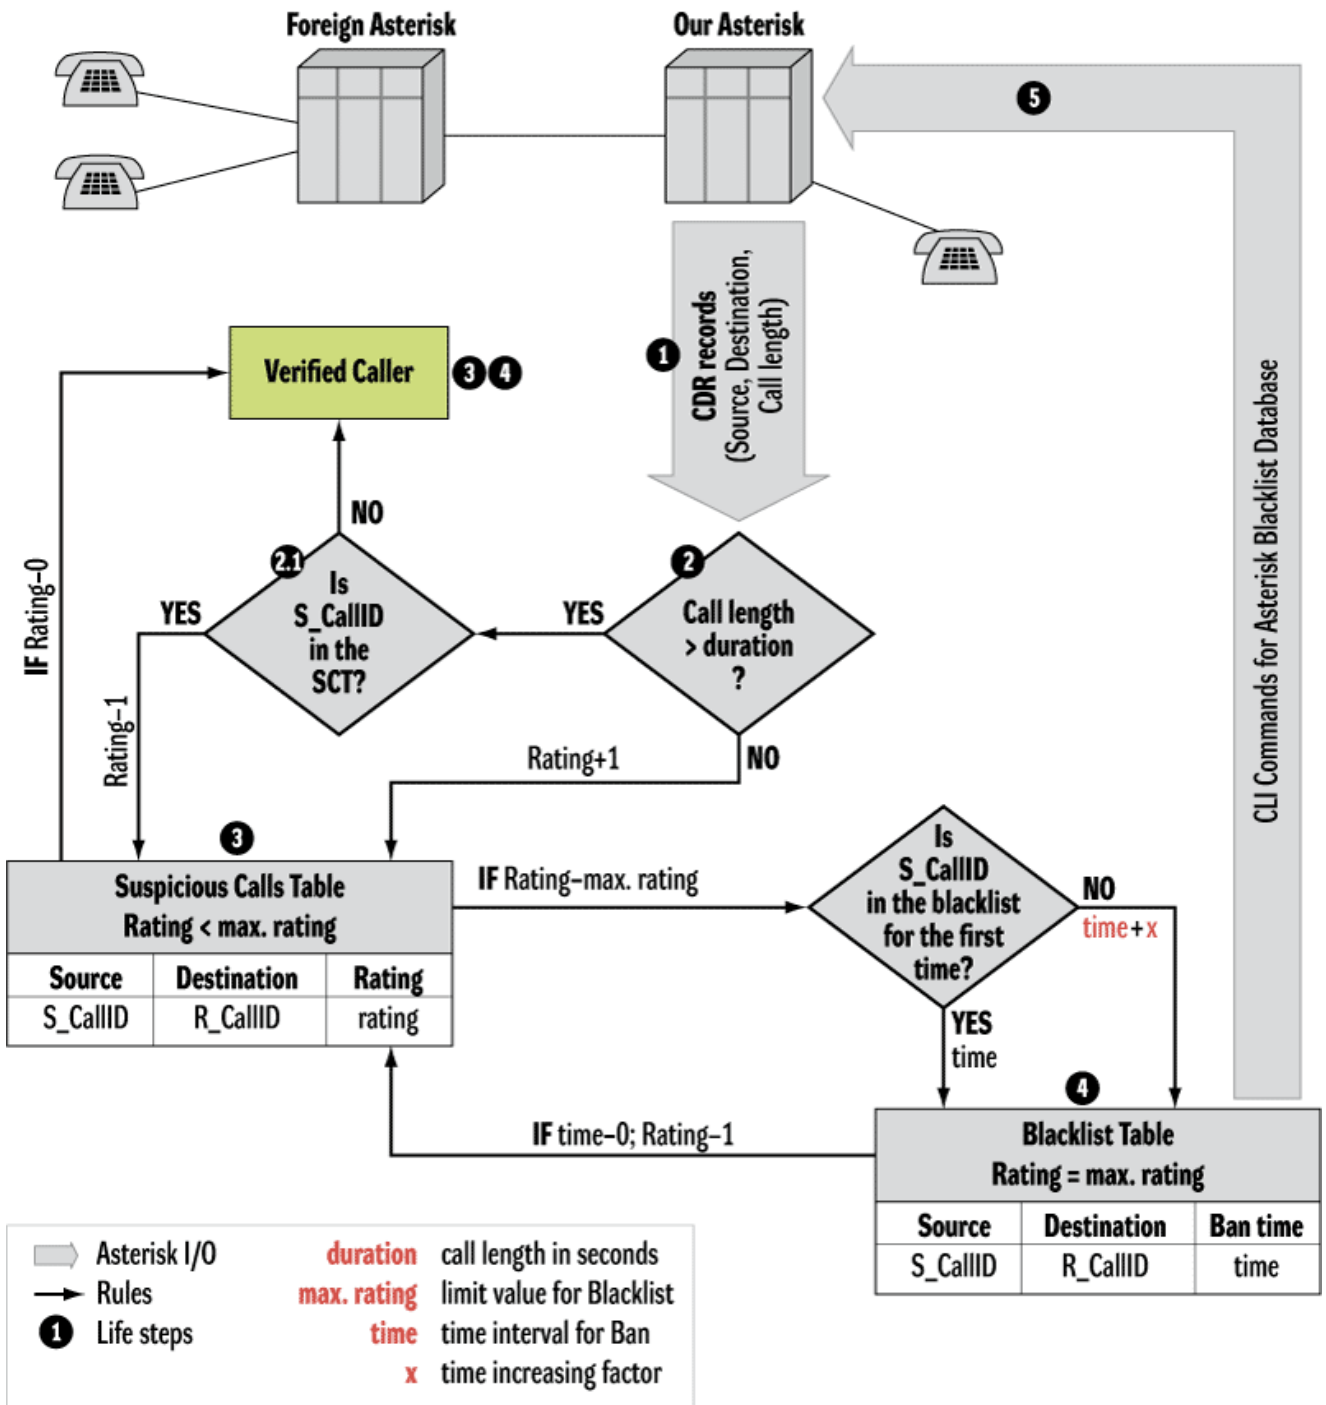 Foreign Asterisk
Our Asterisk
5
1
CDR records
(Source, Destination,
Call length)
CLI Commands for Asterisk Blacklist Database
Verified Caller
3 4
NO
IF Rating–0
2.1
Is
S_CallID
in the
SCT?
YES
YES
2
Call length
> duration
?
Rating–1
Rating+1
NO
3
Suspicious Calls Table
Rating < max. rating
Source Destination Rating
S_CallID R_CallID rating
IF Rating–max. rating
Is
S_CallID
in the blacklist
for the first
time?
NO
time+x
YES
time
4
IF time–0; Rating–1
Blacklist Table
Rating = max. rating
Source Destination Ban time
S_CallID R_CallID time
Asterisk I/O
Rules
1 Life steps
duration call length in seconds
max. rating limit value for Blacklist
time time interval for Ban
x time increasing factor